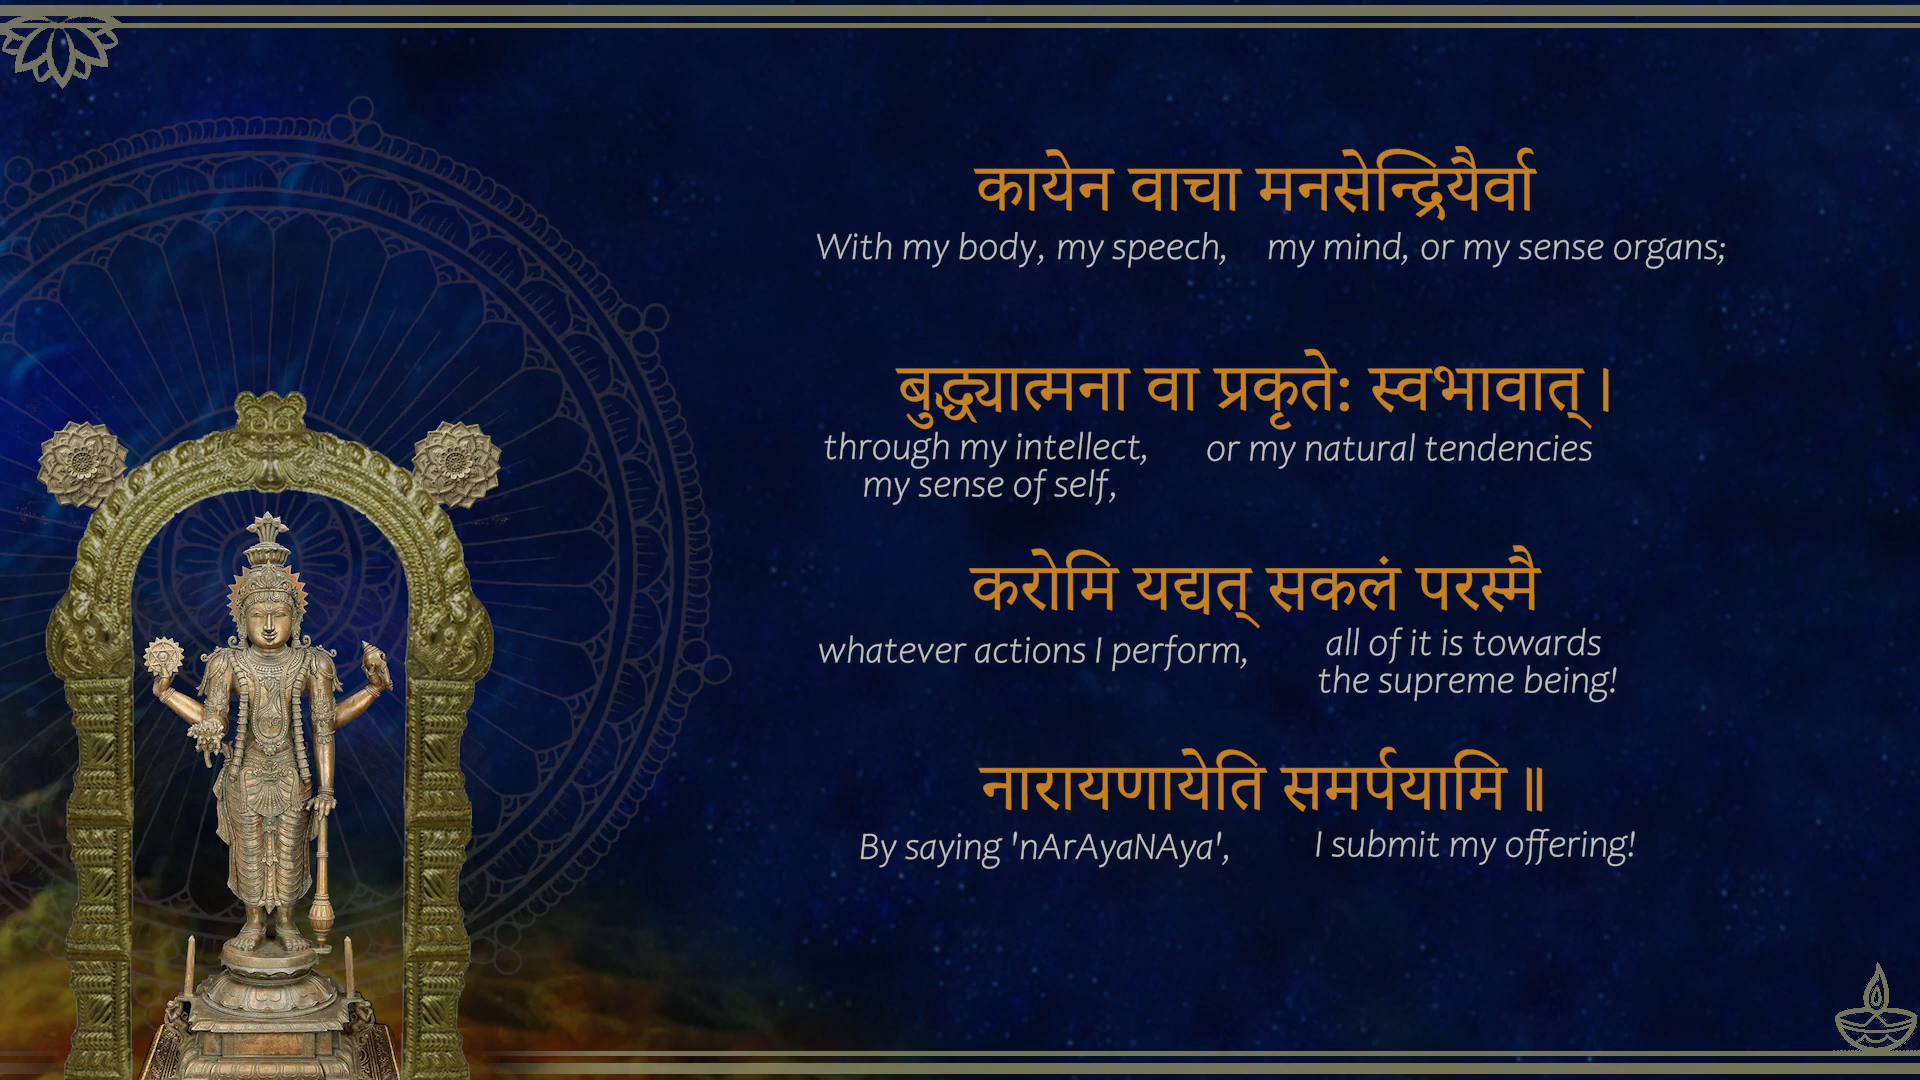 कायेन वाचा मनसेन्द्रियैर्वा
With my body, my speech, my mind, or my sense organs;
बुद्ध्यात्मना वा प्रकृते: स्वभावात् ।
through my intellect, or my natural tendencies
my sense of self,
करोमि यद्यत् सकलं परस्मै
whatever actions I perform, all of it is towards
the supreme being!
नारायणायेति समर्पयामि ॥
By saying 'nArAyaNAya', I submit my offering!